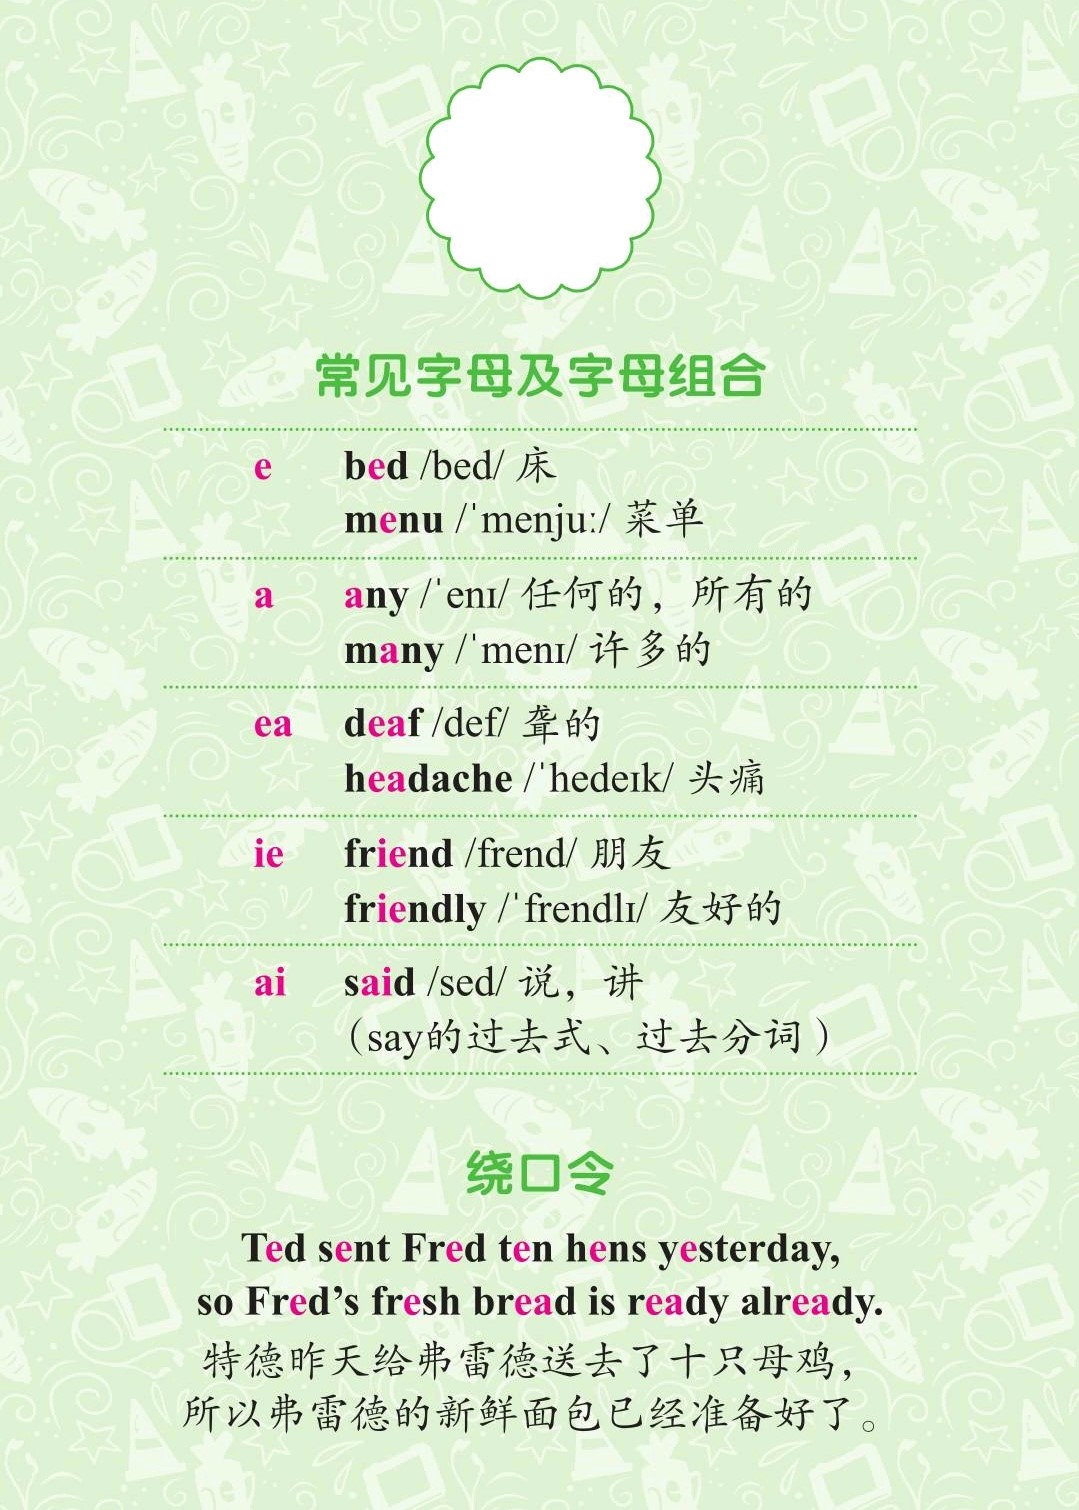 常见字母及字母组合
e bed /bed/ 床
menu /ˈmenjuː/ 菜单
a any /ˈenɪ/ 任何的，所有的
many /ˈmenɪ/ 许多的
ea deaf /def/ 聋的
headache /ˈhedeɪk/ 头痛
ie friend /frend/ 朋友
friendly /ˈfrendlɪ/ 友好的
ai said /sed/ 说，讲
（say的过去式、过去分词）
绕口令
Ted sent Fred ten hens yesterday,
so Fred’s fresh bread is ready already.
特德昨天给弗雷德送去了十只母鸡，
所以弗雷德的新鲜面包已经准备好了。